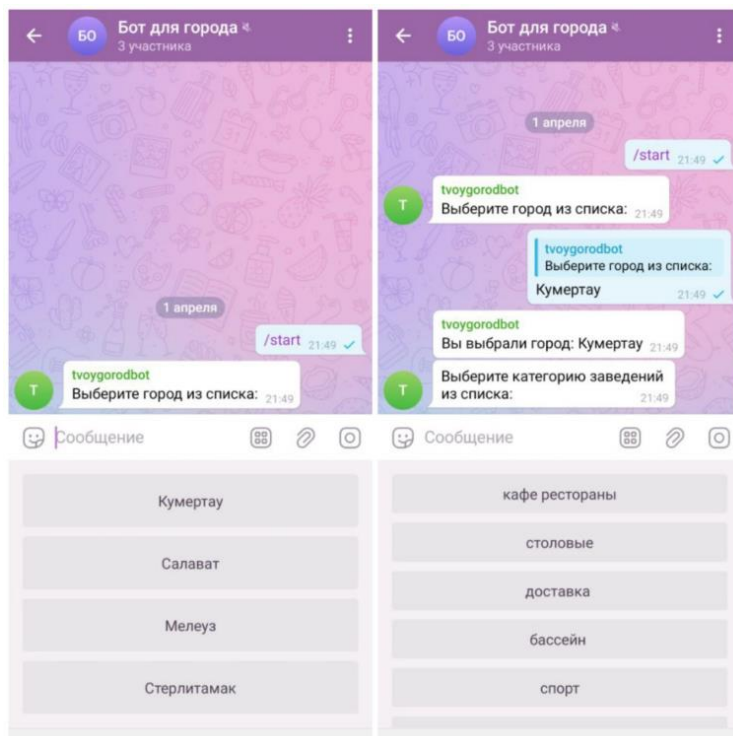 БО
Бот для города
3 участника
1 апреля
/start 21:49
tvoygorodbot
Т
Выберите город из списка: 21:49
Сообщение
Кумертау
Салават
Мелеуз
Стерлитамак
БО
Бот для города
3 участника
1 апреля
/start 21:49
tvoygorodbot
Т
Выберите город из списка: 21:49
tvoygorodbot
Выберите город из списка:
Кумертау 21:49
tvoygorodbot
Вы выбрали город: Кумертау 21:49
Т
Выберите категорию заведений
из списка: 21:49
Сообщение
кафе рестораны
столовые
доставка
бассейн
спорт